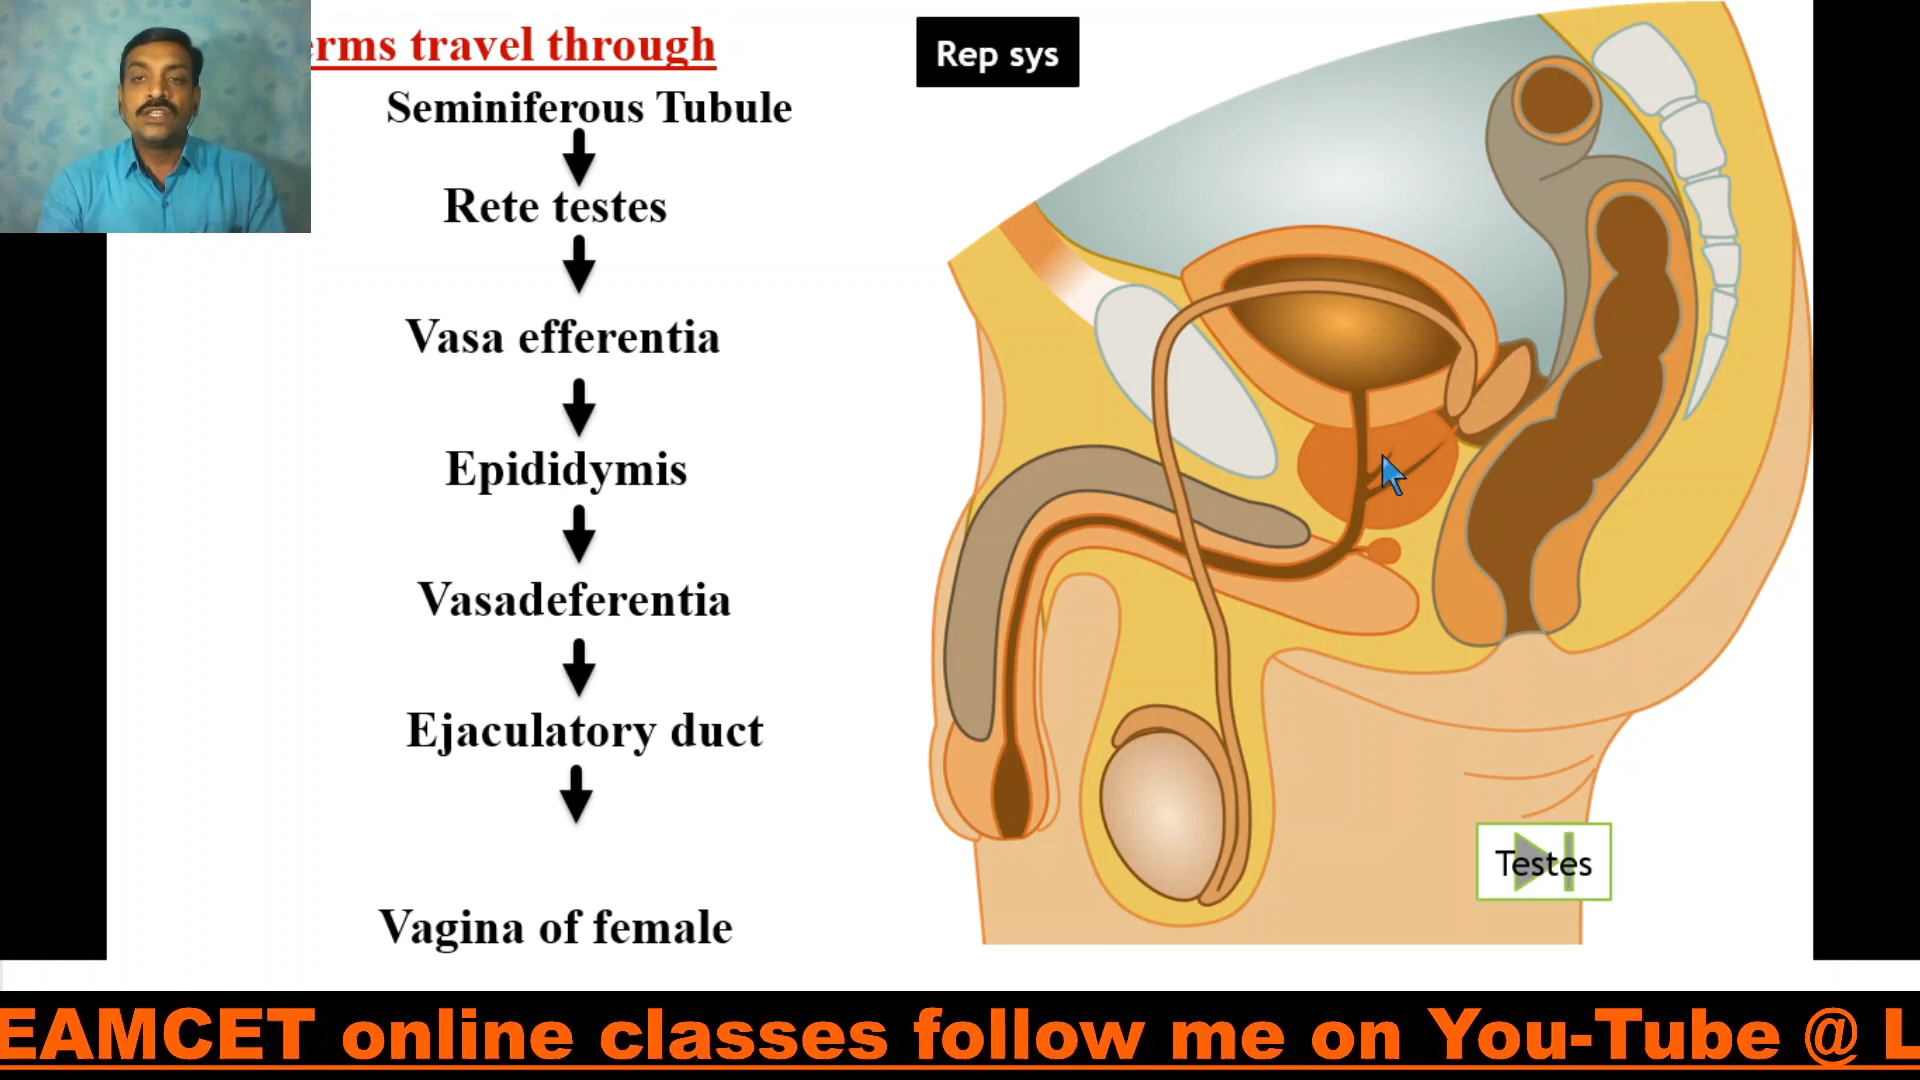 erms travel through
Seminiferous Tubule
Rete testes
Vasa efferentia
Epididymis
Vasadeferentia
Ejaculatory duct
Vagina of female
Rep sys
Testes
EAMCET online classes follow me on You-Tube @ L